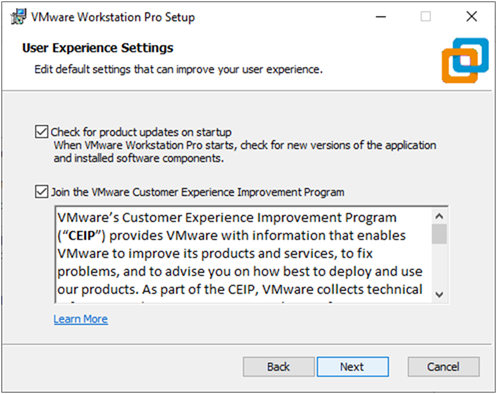 VMware Workstation Pro Setup
User Experience Settings
Edit default settings that can improve your user experience.
Check for product updates on startup
When VMware Workstation Pro starts, check for new versions of the application
and installed software components.
Join the VMware Customer Experience Improvement Program
VMware's Customer Experience Improvement Program
("CEIP") provides VMware with information that enables
VMware to improve its products and services, to fix
problems, and to advise you on how best to deploy and use
our products. As part of the CEIP, VMware collects technical
Learn More
Back
Next
Cancel